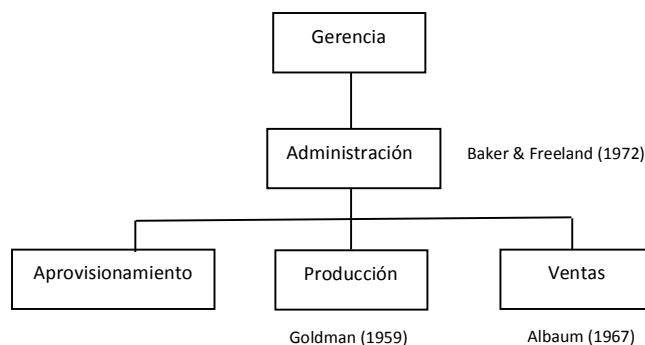 Gerencia
Administración
Baker & Freeland (1972)
Aprovisionamiento
Producción
Ventas
Goldman (1959)
Albaum (1967)